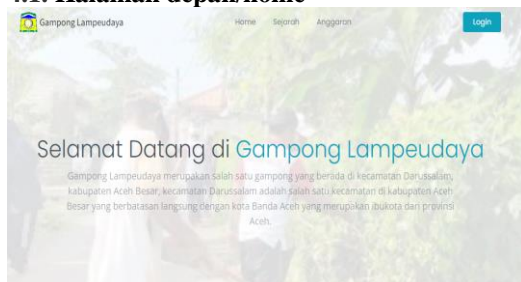 4.1. Halaman depan/home
Gampong Lampeudaya Home Sejarah Anggaran Login
Selamat Datang di Gampong Lampeudaya
Gampong Lampeudaya merupakan salah satu gampong yang berada di kecamatan Darussalam,
kabupaten Aceh Besar, kecamatan Darussalam adalah salah satu kecamatan di kabupaten Aceh
Besar yang berbatasan langsung dengan kota Banda Aceh yang merupakan ibukota dari provinsi
Aceh.